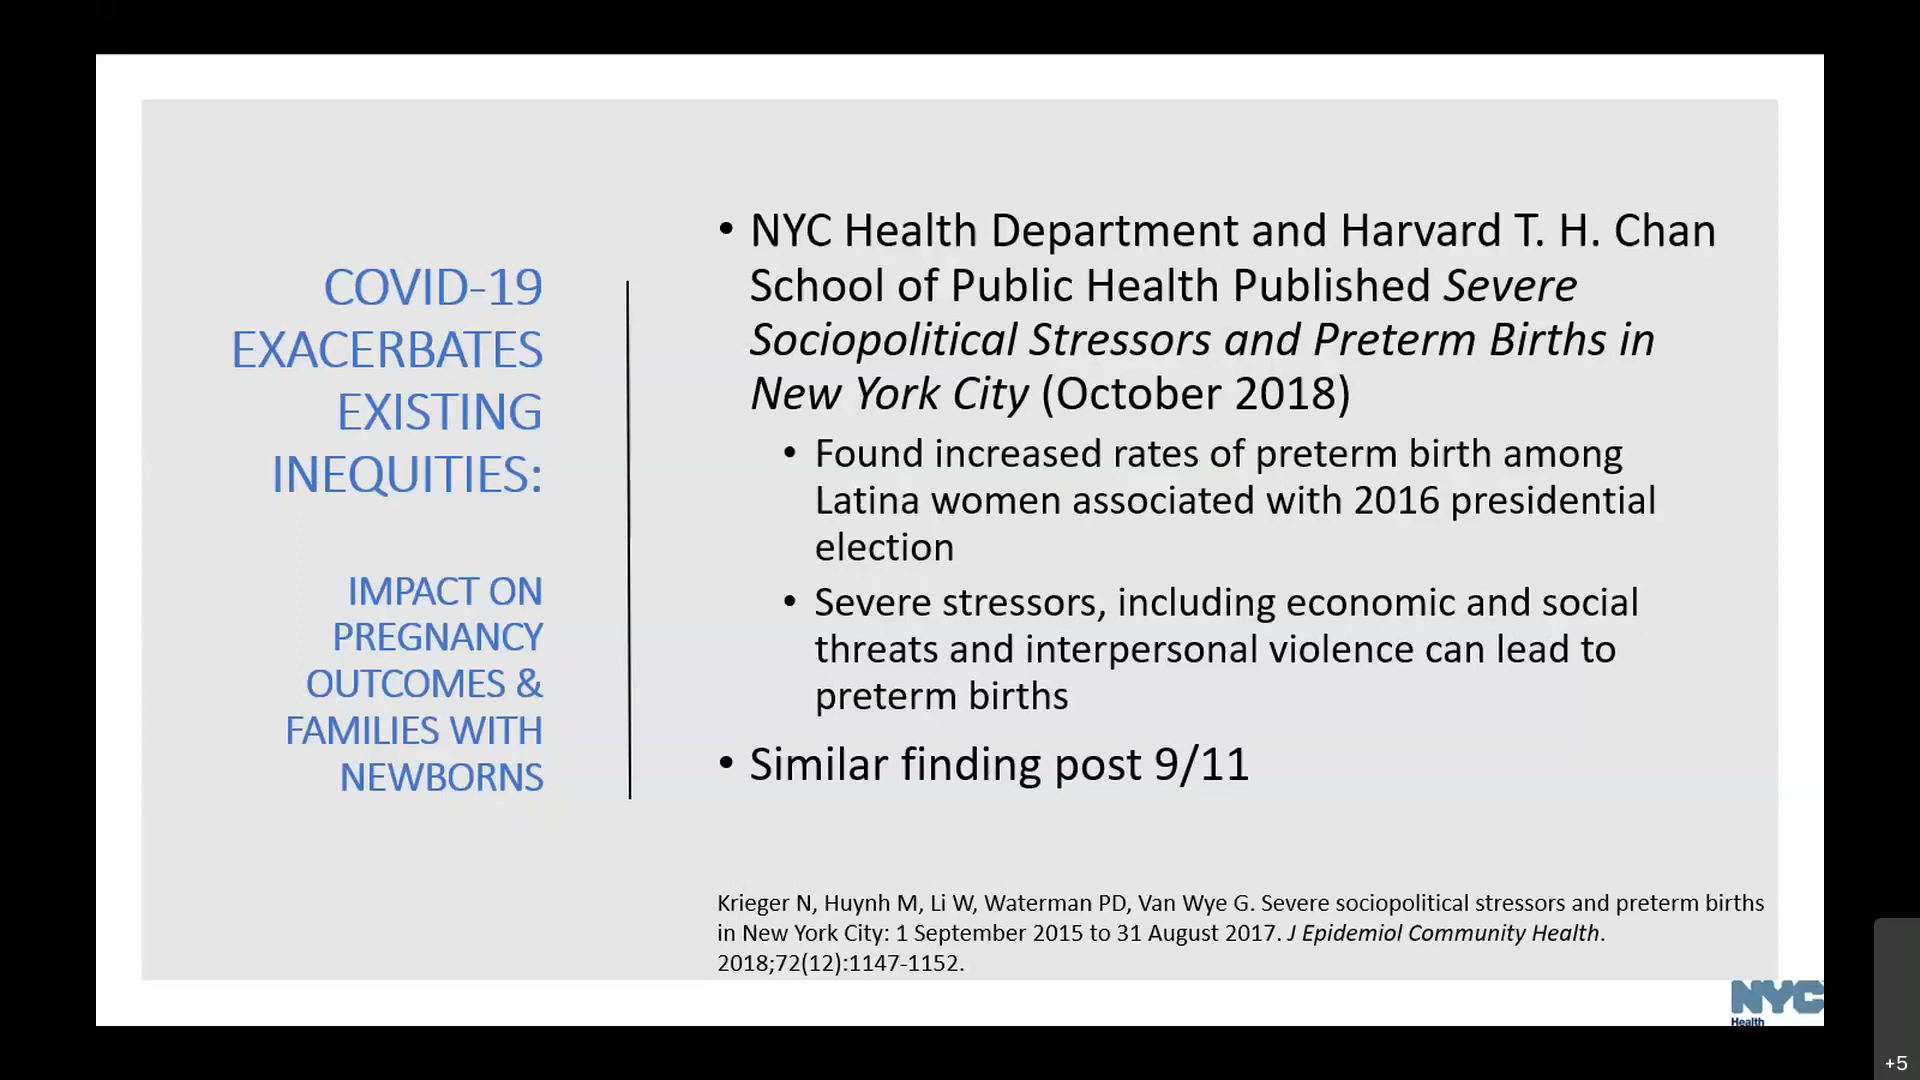 COVID-19
EXACERBATES
EXISTING
INEQUITIES:
IMPACT ON
PREGNANCY
OUTCOMES &
FAMILIES WITH
NEWBORNS
• NYC Health Department and Harvard T. H. Chan
School of Public Health Published Severe
Sociopolitical Stressors and Preterm Births in
New York City (October 2018)
• Found increased rates of preterm birth among
Latina women associated with 2016 presidential
election
• Severe stressors, including economic and social
threats and interpersonal violence can lead to
preterm births
• Similar finding post 9/11
Krieger N, Huynh M, Li W, Waterman PD, Van Wye G. Severe sociopolitical stressors and preterm births
in New York City: 1 September 2015 to 31 August 2017. J Epidemiol Community Health.
2018;72(12):1147-1152.
NYC
Health
+5